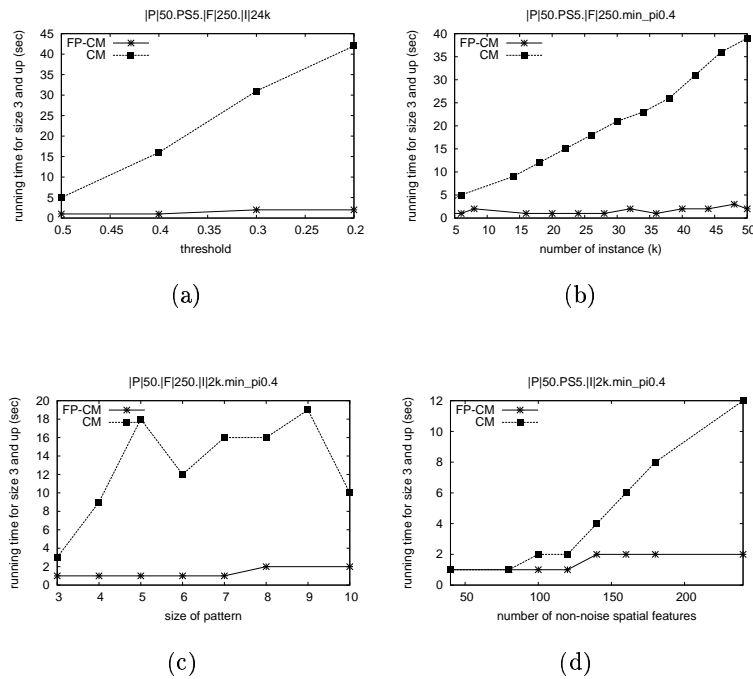 |P|50.PS5.|F|250.|I|24k
running time for size 3 and up (sec)
45
40
35
30
25
20
15
10
5
0
FP-CM
CM
0.5 0.45 0.4 0.35 0.3 0.25 0.2
threshold
(a)
|P|50.PS5.|F|250.min_pi0.4
running time for size 3 and up (sec)
40
35
30
25
20
15
10
5
0
FP-CM
CM
5 10 15 20 25 30 35 40 45 50
number of instance (k)
(b)
|P|50.|F|250.|I|2k.min_pi0.4
running time for size 3 and up (sec)
20
18
16
14
12
10
8
6
4
2
0
FP-CM
CM
3 4 5 6 7 8 9 10
size of pattern
(c)
|P|50.PS5.|I|2k.min_pi0.4
running time for size 3 and up (sec)
12
10
8
6
4
2
0
FP-CM
CM
50 100 150 200
number of non-noise spatial features
(d)